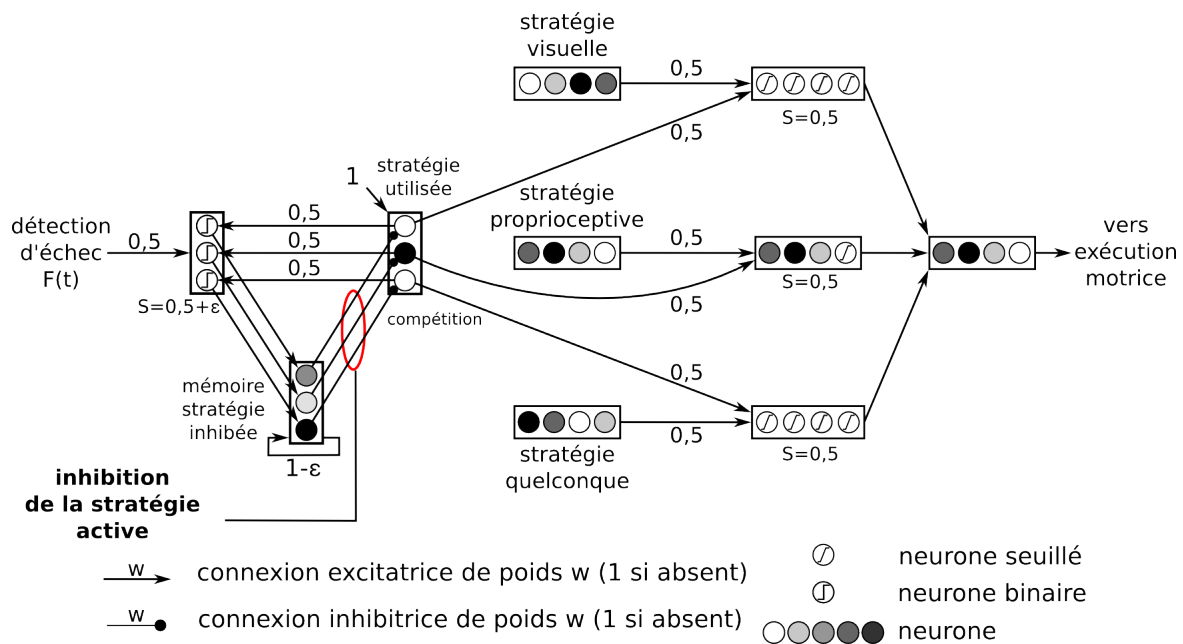 stratégie
visuelle
0,5
0,5
S=0,5
1
stratégie
utilisée
détection
d'échec
F(t)
0,5
0,5
0,5
0,5
S=0,5+ε
compétition
stratégie
proprioceptive
0,5
0,5
S=0,5
vers
exécution
motrice
mémoire
stratégie
inhibée
1-ε
0,5
0,5
S=0,5
stratégie
quelconque
inhibition
de la stratégie
active
w
connexion excitatrice de poids w (1 si absent)
w
connexion inhibitrice de poids w (1 si absent)
neurone seuillé
neurone binaire
neurone